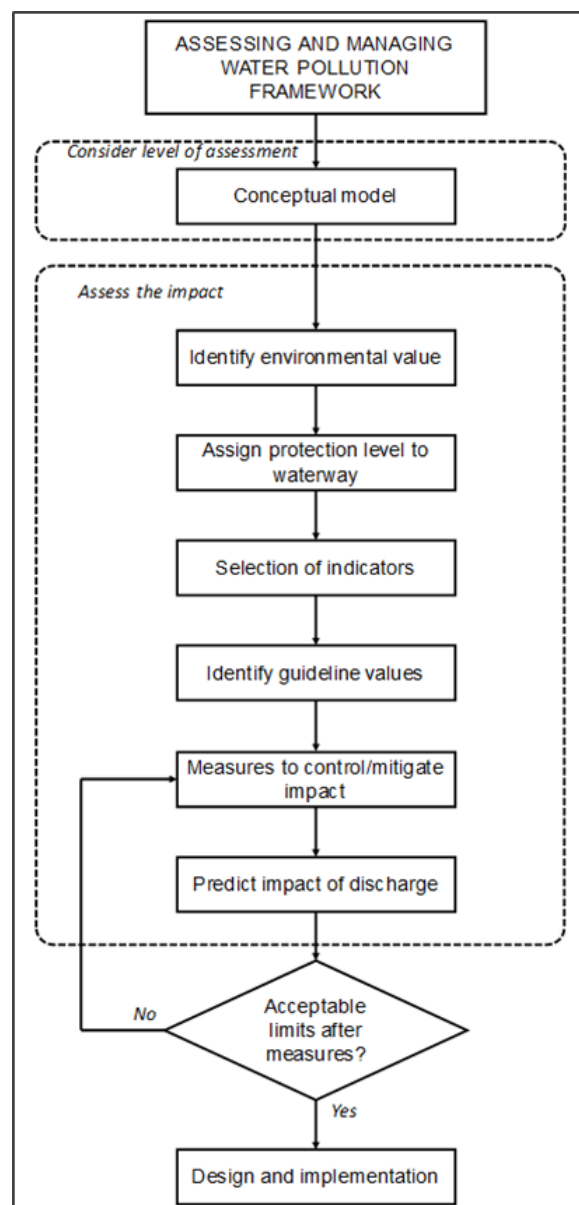 ASSESSING AND MANAGING
WATER POLLUTION
FRAMEWORK
Consider level of assessment
Conceptual model
Assess the impact
Identify environmental value
Assign protection level to
waterway
Selection of indicators
Identify guideline values
Measures to control/mitigate
impact
Predict impact of discharge
Acceptable
limits after
measures?
No
Yes
Design and implementation